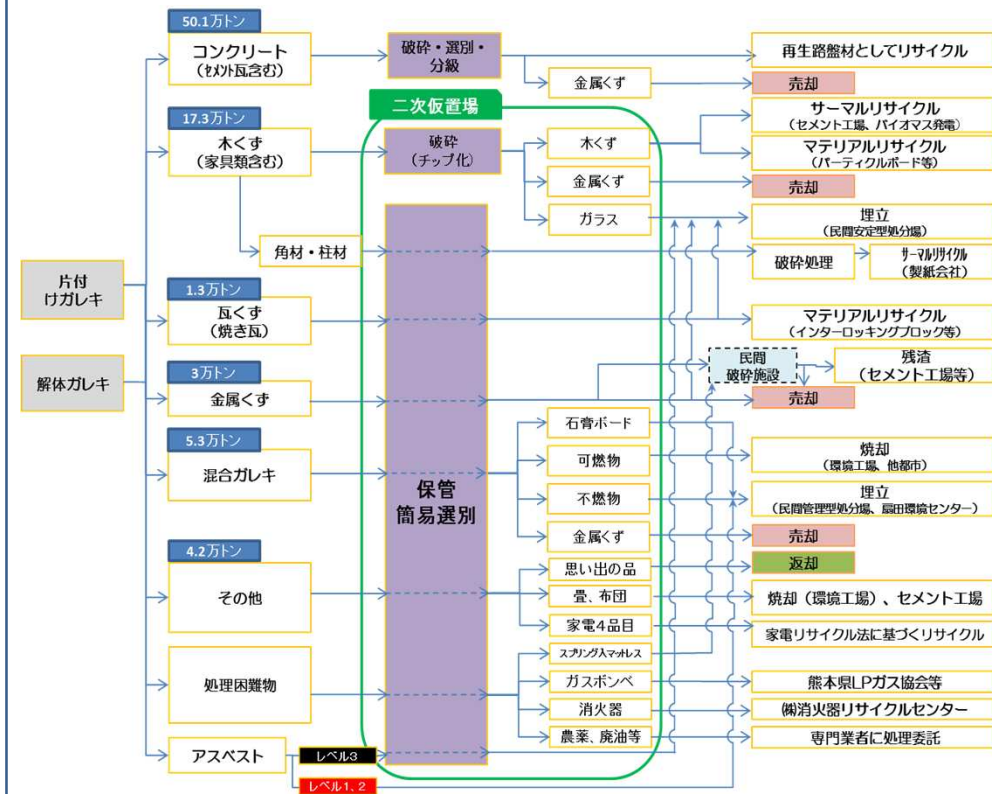 50.1万トン
コンクリート
(セメント瓦含む)
破砕・選別・
分級
再生路盤材としてリサイクル
金属くず
売却
二次仮置場
17.3万トン
木くず
(家具類含む)
破砕
(チップ化)
木くず
サーマルリサイクル
(セメント工場、バイオマス発電)
マテリアルリサイクル
(パーティクルボード等)
金属くず
売却
ガラス
埋立
(民間安定型処分場)
角材・柱材
破砕処理
サーマルリサイクル
(製紙会社)
片付
けガレキ
解体ガレキ
1.3万トン
瓦くず
(焼き瓦)
マテリアルリサイクル
(インターロッキングブロック等)
3万トン
金属くず
民間
破砕施設
残渣
(セメント工場等)
売却
5.3万トン
混合ガレキ
保管
簡易選別
石膏ボード
可燃物
焼却
(環境工場、他都市)
不燃物
埋立
(民間管理型処分場、扇田環境センター)
金属くず
売却
4.2万トン
その他
思い出の品
返却
畳、布団
焼却(環境工場)、セメント工場
家電4品目
家電リサイクル法に基づくリサイクル
処理困難物
スプリング入マットレス
ガスボンベ
熊本県LPガス協会等
消火器
㈱消火器リサイクルセンター
農薬、廃油等
専門業者に処理委託
アスベスト
レベル3
レベル1、2